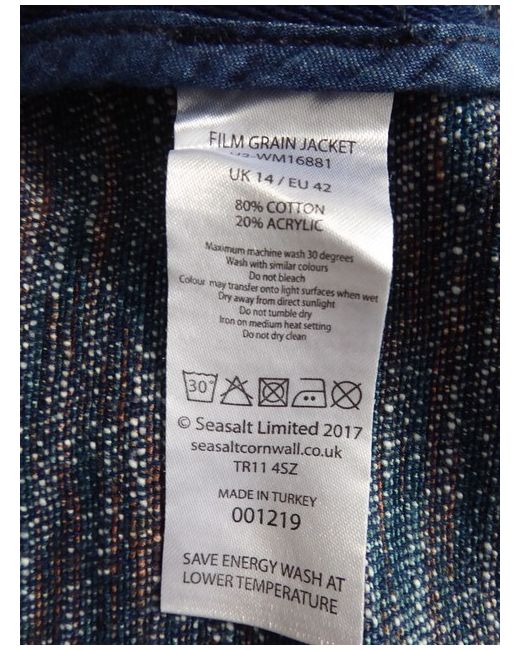 FILM GRAIN JACKET
WM16881
UK 14 / EU 42
80% COTTON
20% ACRYLIC
Maximum machine wash 30 degrees
Wash with similar colours
Do not bleach
Colour may transfer onto light surfaces when wet
Dry away from direct sunlight
Do not tumble dry
Iron on medium heat setting
Do not dry clean
30°
© Seasalt Limited 2017
seasaltcornwall.co.uk
TR11 4SZ
MADE IN TURKEY
001219
SAVE ENERGY WASH AT
LOWER TEMPERATURE